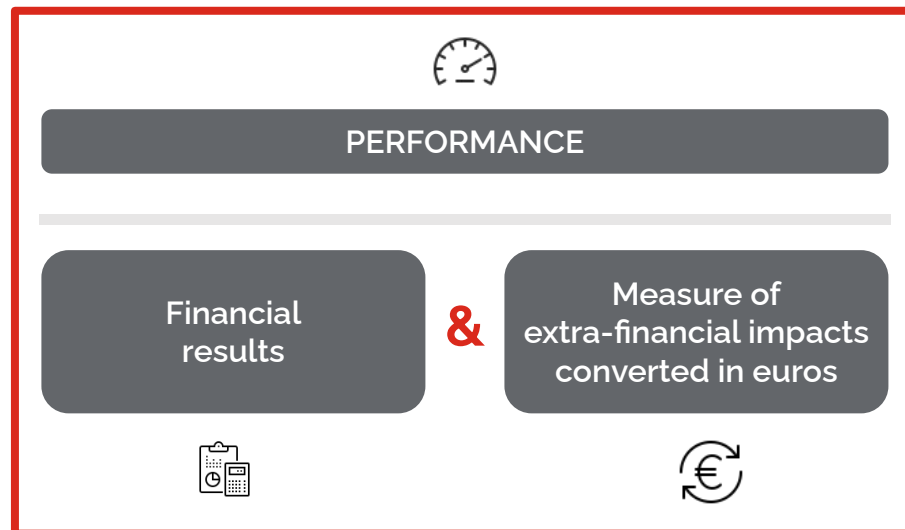 PERFORMANCE
Financial
results
&
Measure of
extra-financial impacts
converted in euros
€